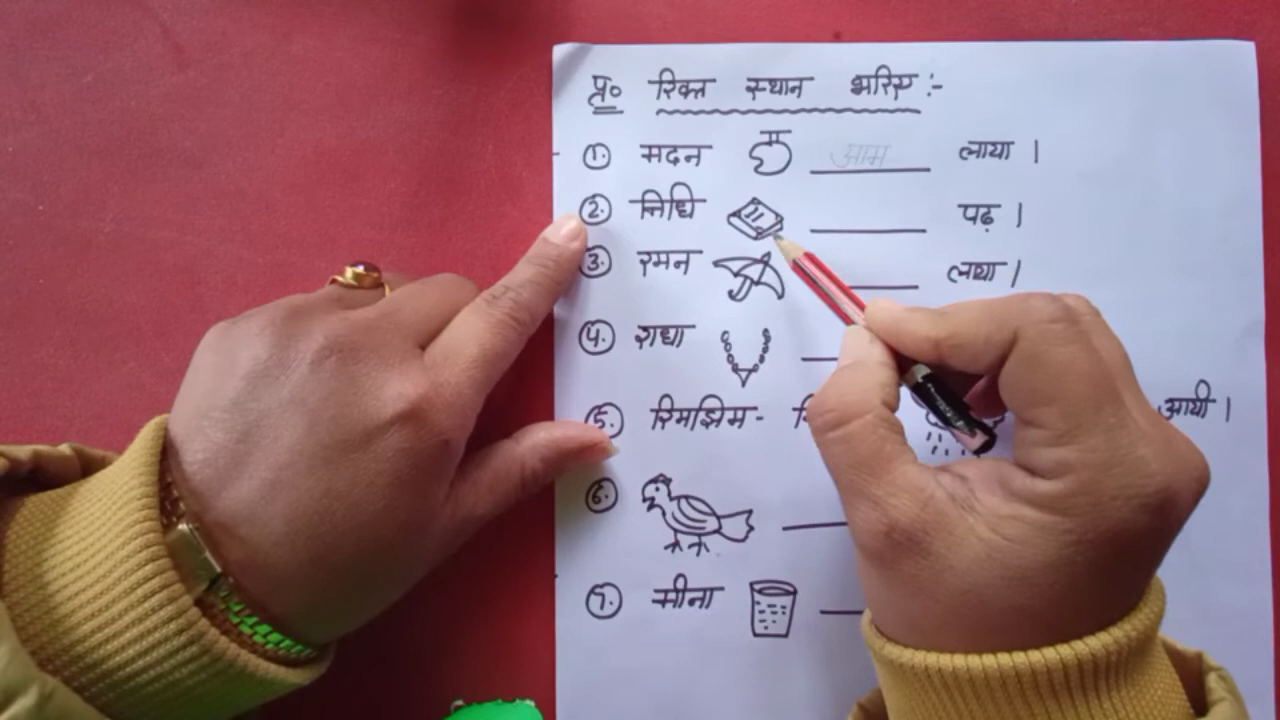 प्र० रिक्त स्थान भरिए :-
1. मदन आम लाया ।
2. निधि पढ़ ।
3. रमन लाया ।
4. राधा
5. रिमझिम- आयी ।
6.
7. मीना